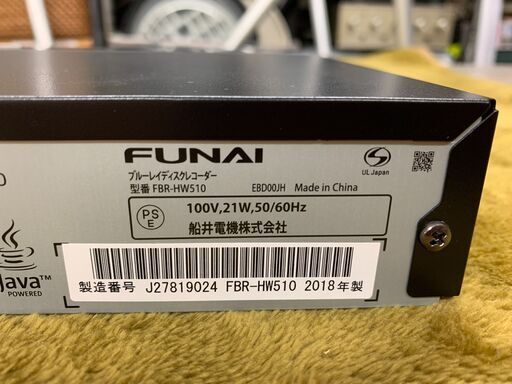 FUNAI
ブルーレイディスクレコーダー
型番 FBR-HW510 EBD00JH Made in China
UL Japan
PS
E
100V,21W,50/60Hz
船井電機株式会社
Java™
POWERED
製造番号 J27819024 FBR-HW510 2018年製